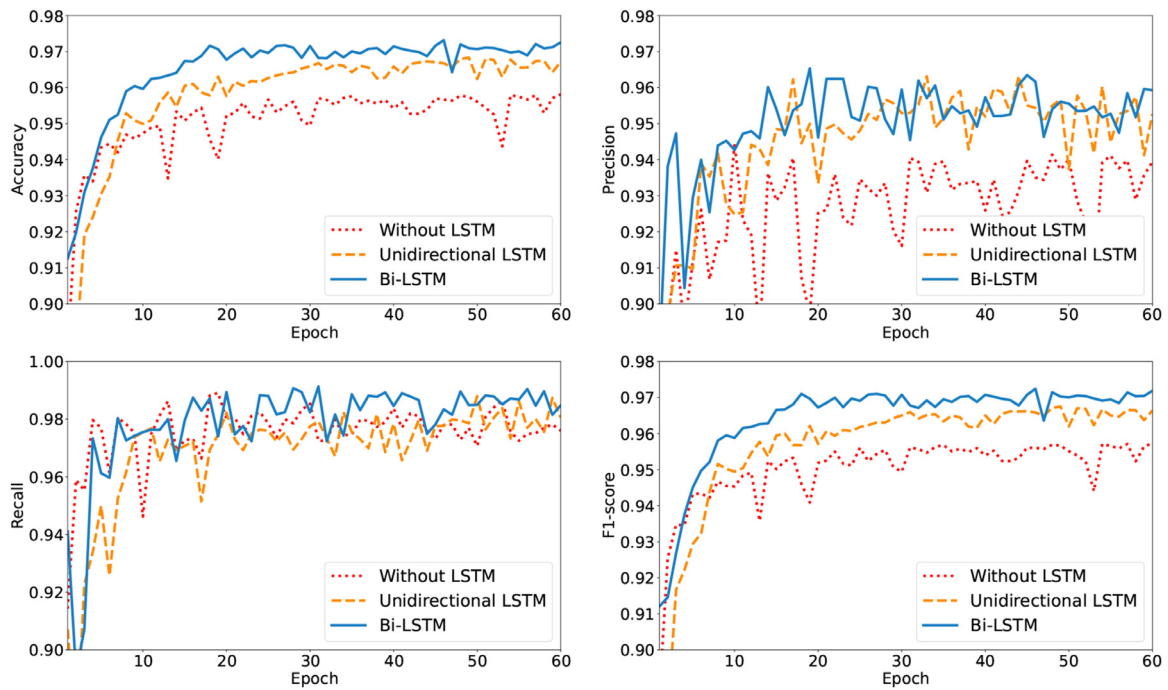 0.98
0.97
0.96
0.95
0.94
0.93
0.92
0.91
0.90
Accuracy
Without LSTM
Unidirectional LSTM
Bi-LSTM
10 20 30 40 50 60
Epoch
0.98
0.97
0.96
0.95
0.94
0.93
0.92
0.91
0.90
Precision
Without LSTM
Unidirectional LSTM
Bi-LSTM
10 20 30 40 50 60
Epoch
1.00
0.98
0.96
0.94
0.92
0.90
Recall
Without LSTM
Unidirectional LSTM
Bi-LSTM
10 20 30 40 50 60
Epoch
0.98
0.97
0.96
0.95
0.94
0.93
0.92
0.91
0.90
F1-score
Without LSTM
Unidirectional LSTM
Bi-LSTM
10 20 30 40 50 60
Epoch